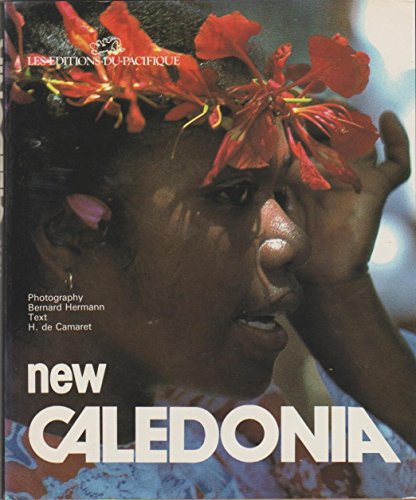 LES·EDITIONS·DU·PACIFIQUE
Photography
Bernard Hermann
Text
H. de Camaret
new
CALEDONIA